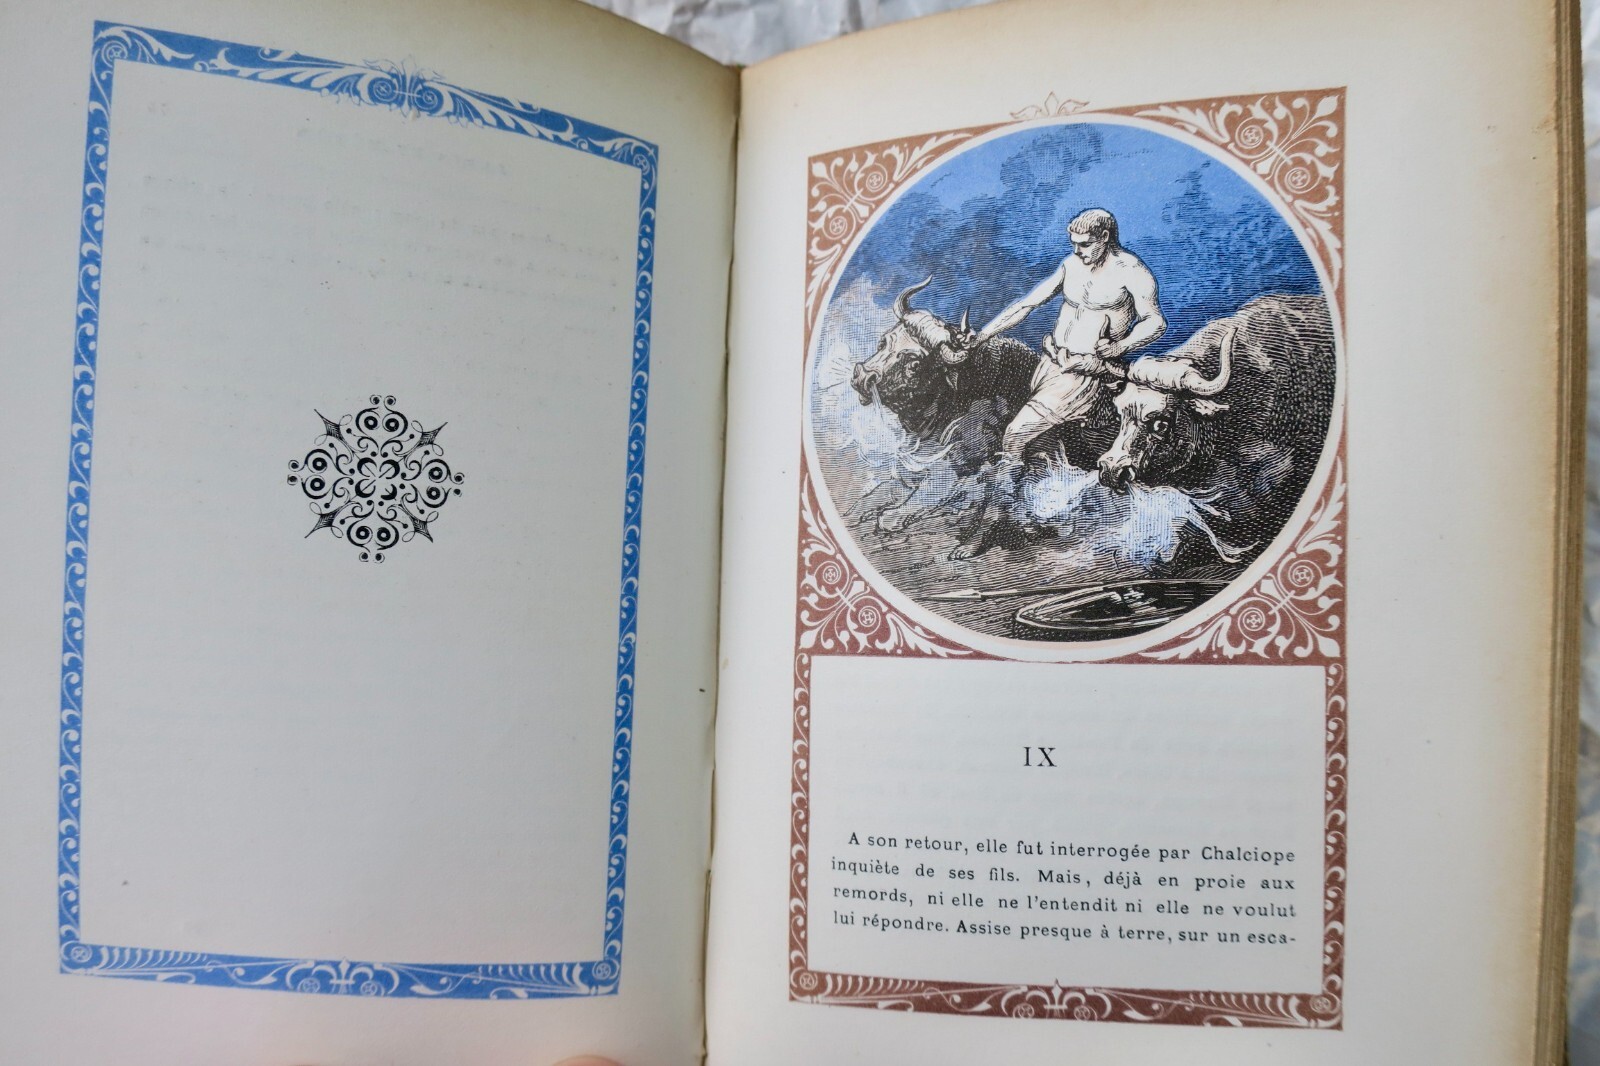 IX
A son retour, elle fut interrogée par Chalciope
inquiète de ses fils. Mais, déjà en proie aux
remords, ni elle ne l'entendit ni elle ne voulut
lui répondre. Assise presque à terre, sur un esca-